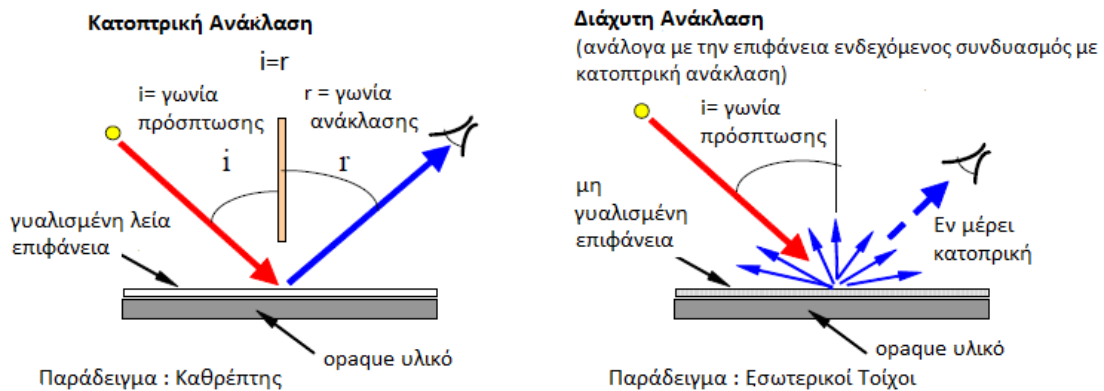 Κατοπτρική Ανάκλαση
i=r
i= γωνία
πρόσπτωσης
r = γωνία
ανάκλασης
i
r
γυαλισμένη λεία
επιφάνεια
opaque υλικό
Παράδειγμα : Καθρέπτης
Διάχυτη Ανάκλαση
(ανάλογα με την επιφάνεια ενδεχόμενος συνδυασμός με
κατοπτρική ανάκλαση)
i= γωνία
πρόσπτωσης
μη
γυαλισμένη
επιφάνεια
Εν μέρει
κατοπρική
opaque υλικό
Παράδειγμα : Εσωτερικοί Τοίχοι